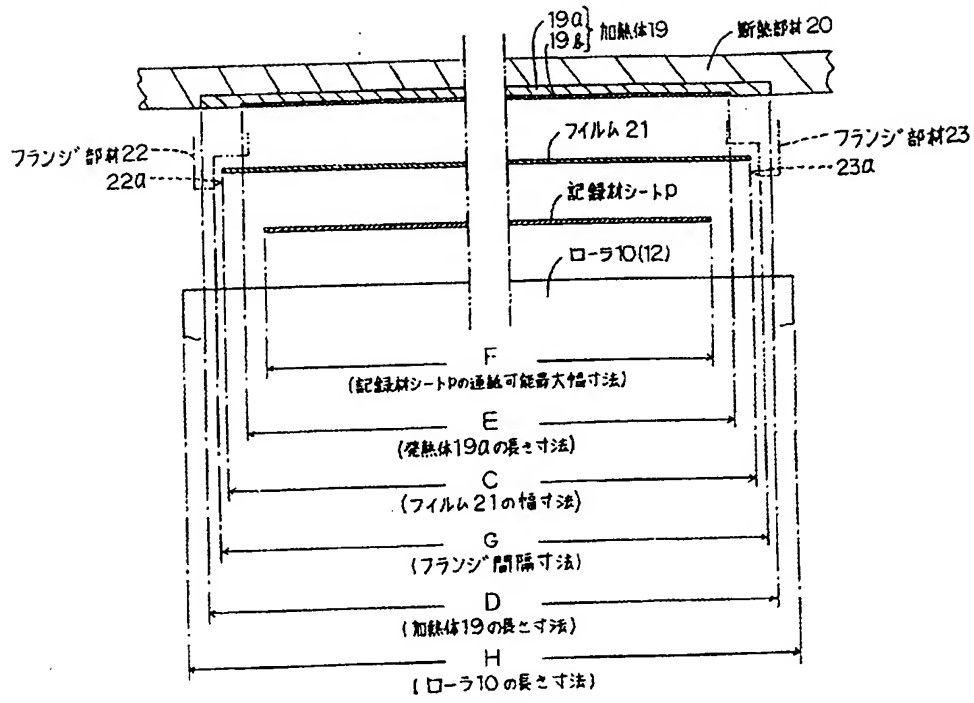 19a
19b } 加熱体19
断熱部材20
フランジ部材22
22a
フイルム21
フランジ部材23
23a
記録材シートP
ローラ10(12)
F
(記録材シートPの通紙可能最大幅寸法)
E
(発熱体19aの長さ寸法)
C
(フイルム21の幅寸法)
G
(フランジ間隔寸法)
D
(加熱体19の長さ寸法)
H
(ローラ10の長さ寸法)